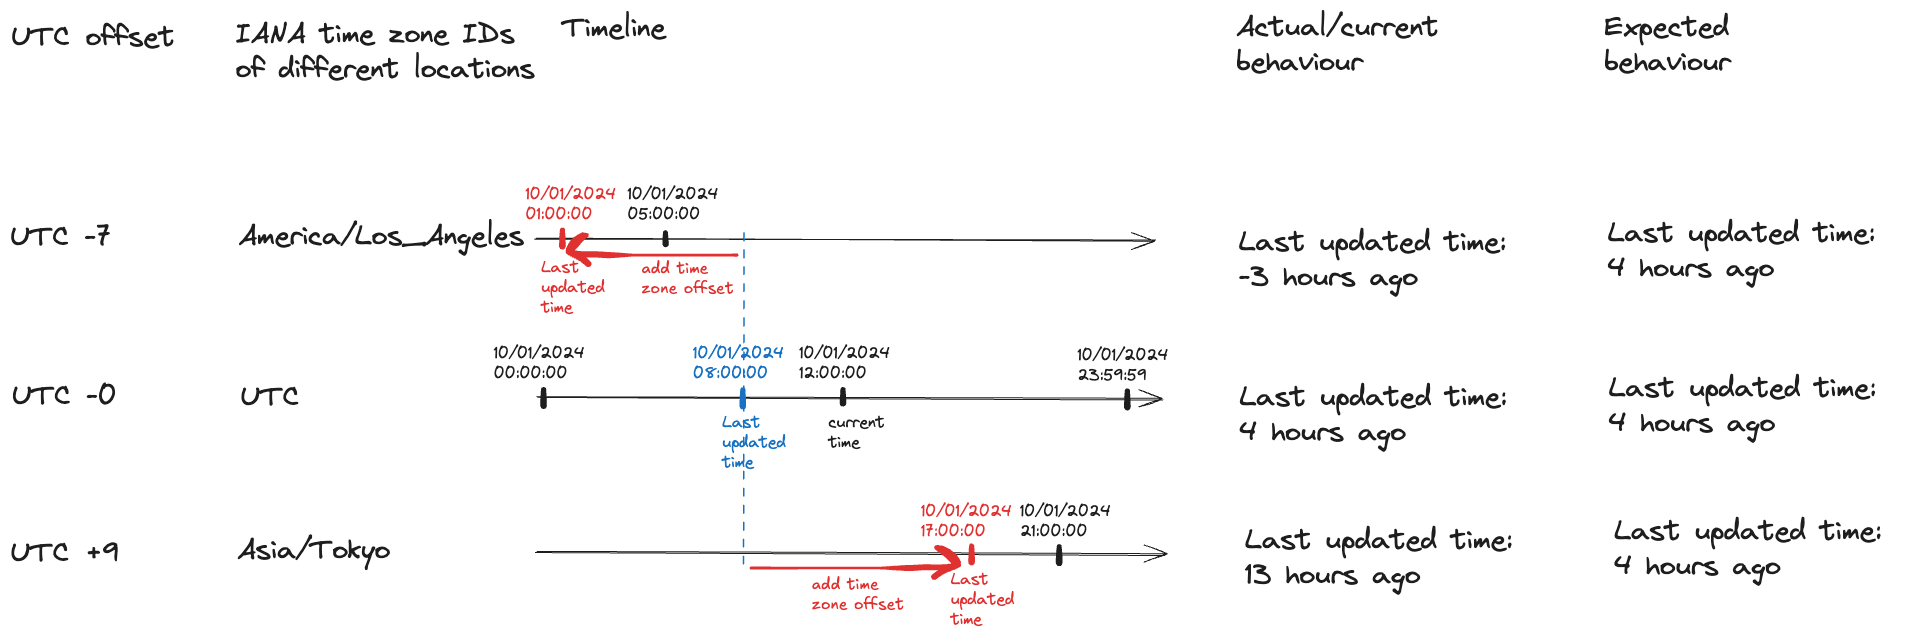 UTC offset
IANA time zone IDs
of different locations
Timeline
Actual/current
behaviour
Expected
behaviour
UTC -7
America/Los_Angeles
10/01/2024
01:00:00
10/01/2024
05:00:00
Last
updated
time
add time
zone offset
Last updated time:
-3 hours ago
Last updated time:
4 hours ago
UTC -0
UTC
10/01/2024
00:00:00
10/01/2024
08:00:00
10/01/2024
12:00:00
10/01/2024
23:59:59
Last
updated
time
current
time
Last updated time:
4 hours ago
Last updated time:
4 hours ago
UTC +9
Asia/Tokyo
10/01/2024
17:00:00
10/01/2024
21:00:00
add time
zone offset
Last
updated
time
Last updated time:
13 hours ago
Last updated time:
4 hours ago